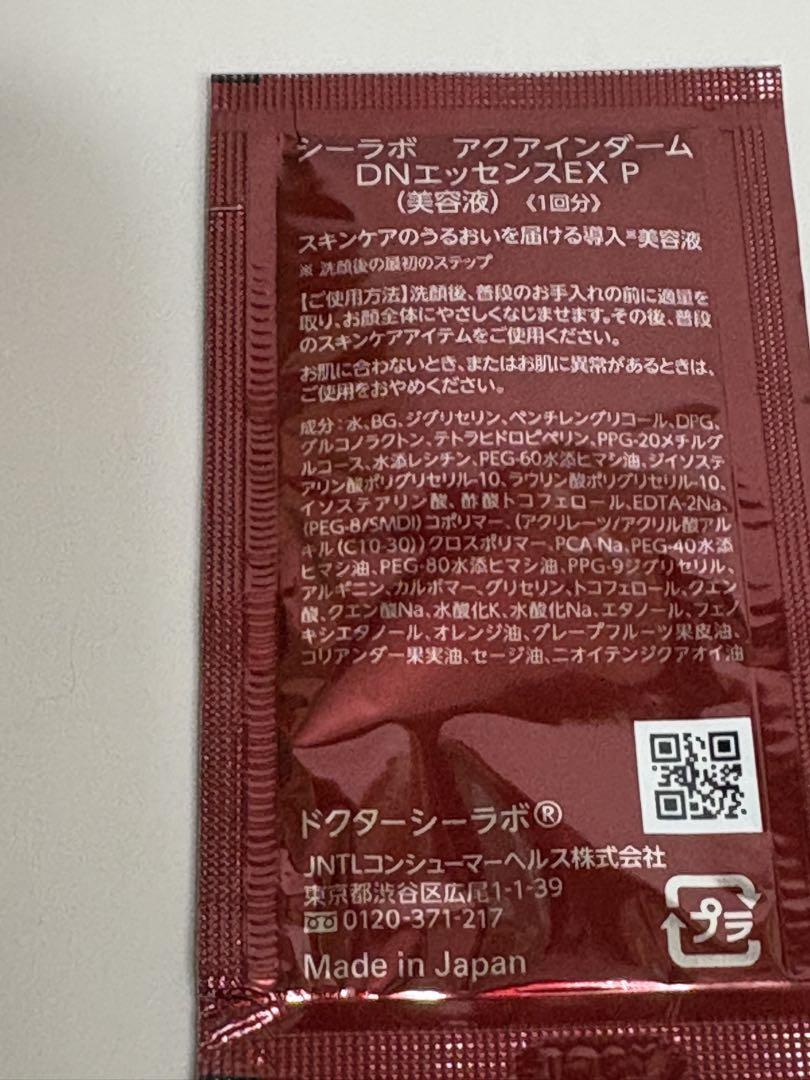 シーラボ アクアインダーム
DNエッセンスEX P
(美容液) 《1回分》
スキンケアのうるおいを届ける導入※美容液
※ 洗顔後の最初のステップ
【ご使用方法】洗顔後、普段のお手入れの前に適量を
取り、お顔全体にやさしくなじませます。その後、普段
のスキンケアアイテムをご使用ください。
お肌に合わないとき、またはお肌に異常があるときは、
ご使用をおやめください。
成分:水、BG、ジグリセリン、ペンチレングリコール、DPG、
グルコノラクトン、テトラヒドロピペリン、PPG-20メチルグ
ルコース、水添レシチン、PEG-60水添ヒマシ油、ジイソステ
アリン酸ポリグリセリル-10、ラウリン酸ポリグリセリル-10、
イソステアリン酸、酢酸トコフェロール、EDTA-2Na、
(PEG-8/SMDI)コポリマー、(アクリレーツ/アクリル酸アル
キル(C10-30))クロスポリマー、PCA Na、PEG-40水添
ヒマシ油、PEG-80水添ヒマシ油、PPG-9ジグリセリル、
アルギニン、カルボマー、グリセリン、トコフェロール、クエン
酸、クエン酸Na、水酸化K、水酸化Na、エタノール、フェノ
キシエタノール、オレンジ油、グレープフルーツ果皮油、
コリアンダー果実油、セージ油、ニオイテンジクアオイ油
ドクターシーラボ®
JNTLコンシューマーヘルス株式会社
東京都渋谷区広尾1-1-39
0120-371-217
プラ
Made in Japan